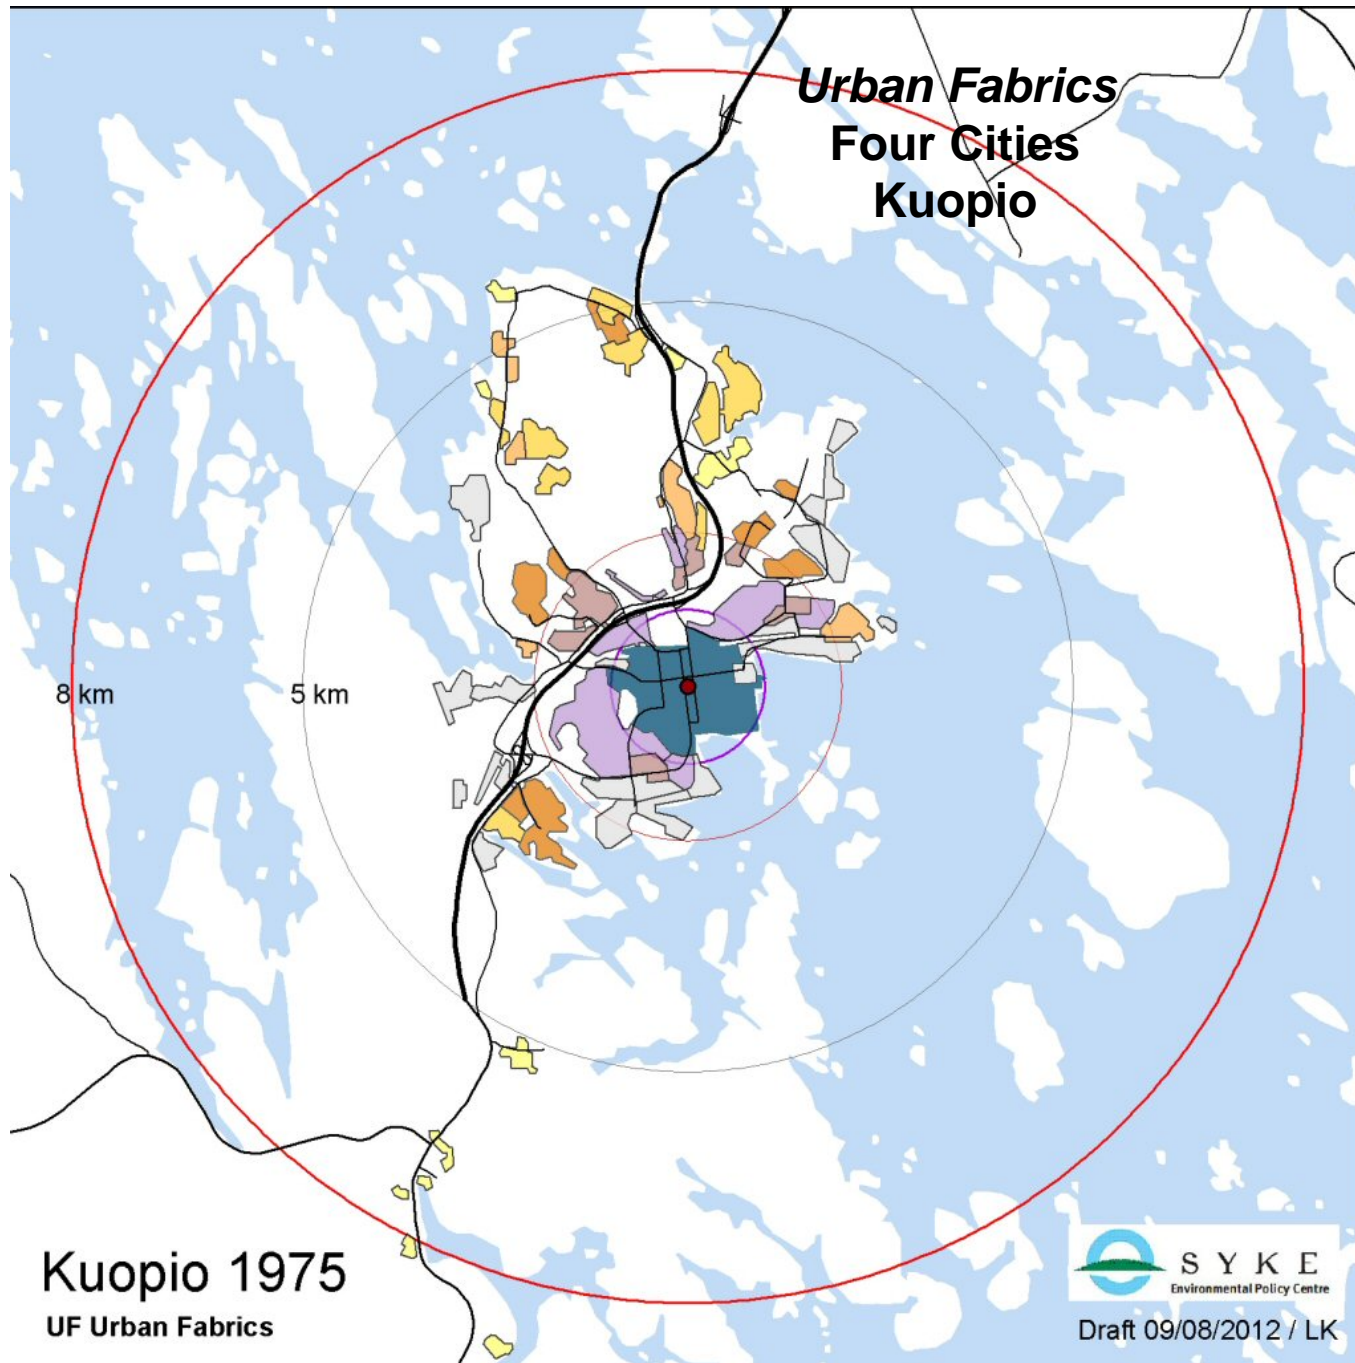 Urban Fabrics
Four Cities
Kuopio
8 km
5 km
Kuopio 1975
UF Urban Fabrics
SYKE
Environmental Policy Centre
Draft 09/08/2012 / LK